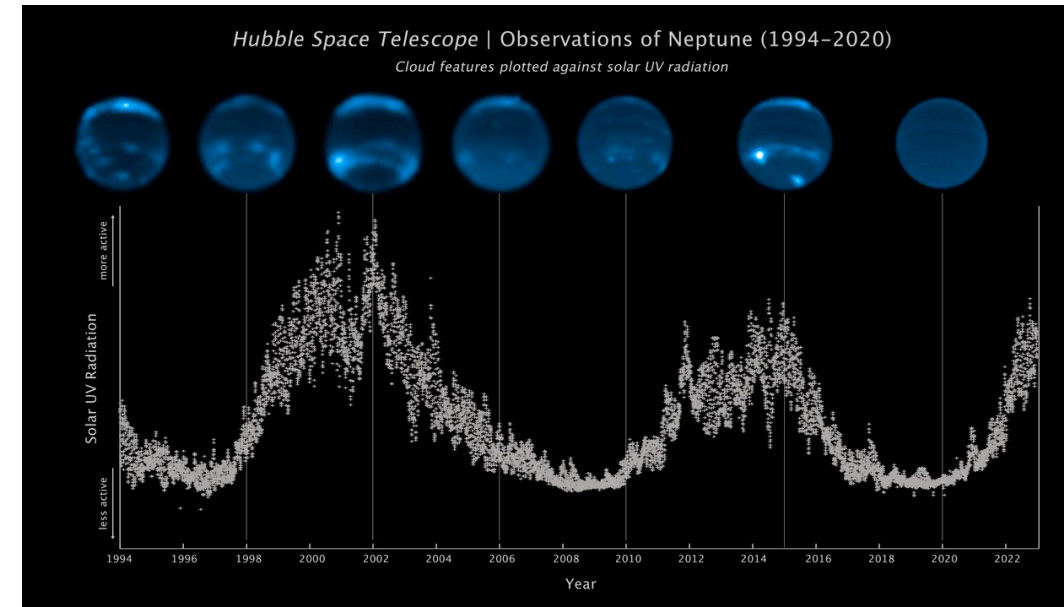 Hubble Space Telescope | Observations of Neptune (1994-2020)
Cloud features plotted against solar UV radiation
more active
Solar UV Radiation
less active
1994 1996 1998 2000 2002 2004 2006 2008 2010 2012 2014 2016 2018 2020 2022
Year